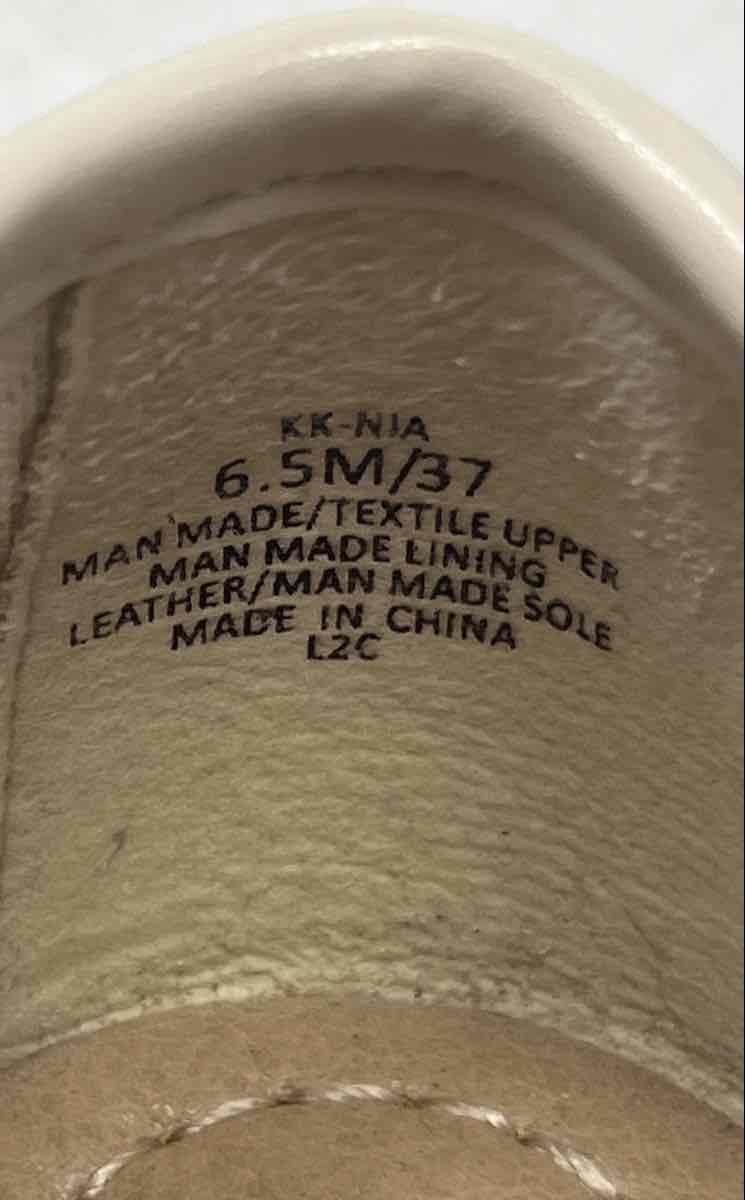 KK-NIA
6.5M/37
MAN MADE/TEXTILE UPPER
MAN MADE LINING
LEATHER/MAN MADE SOLE
MADE IN CHINA
L2C